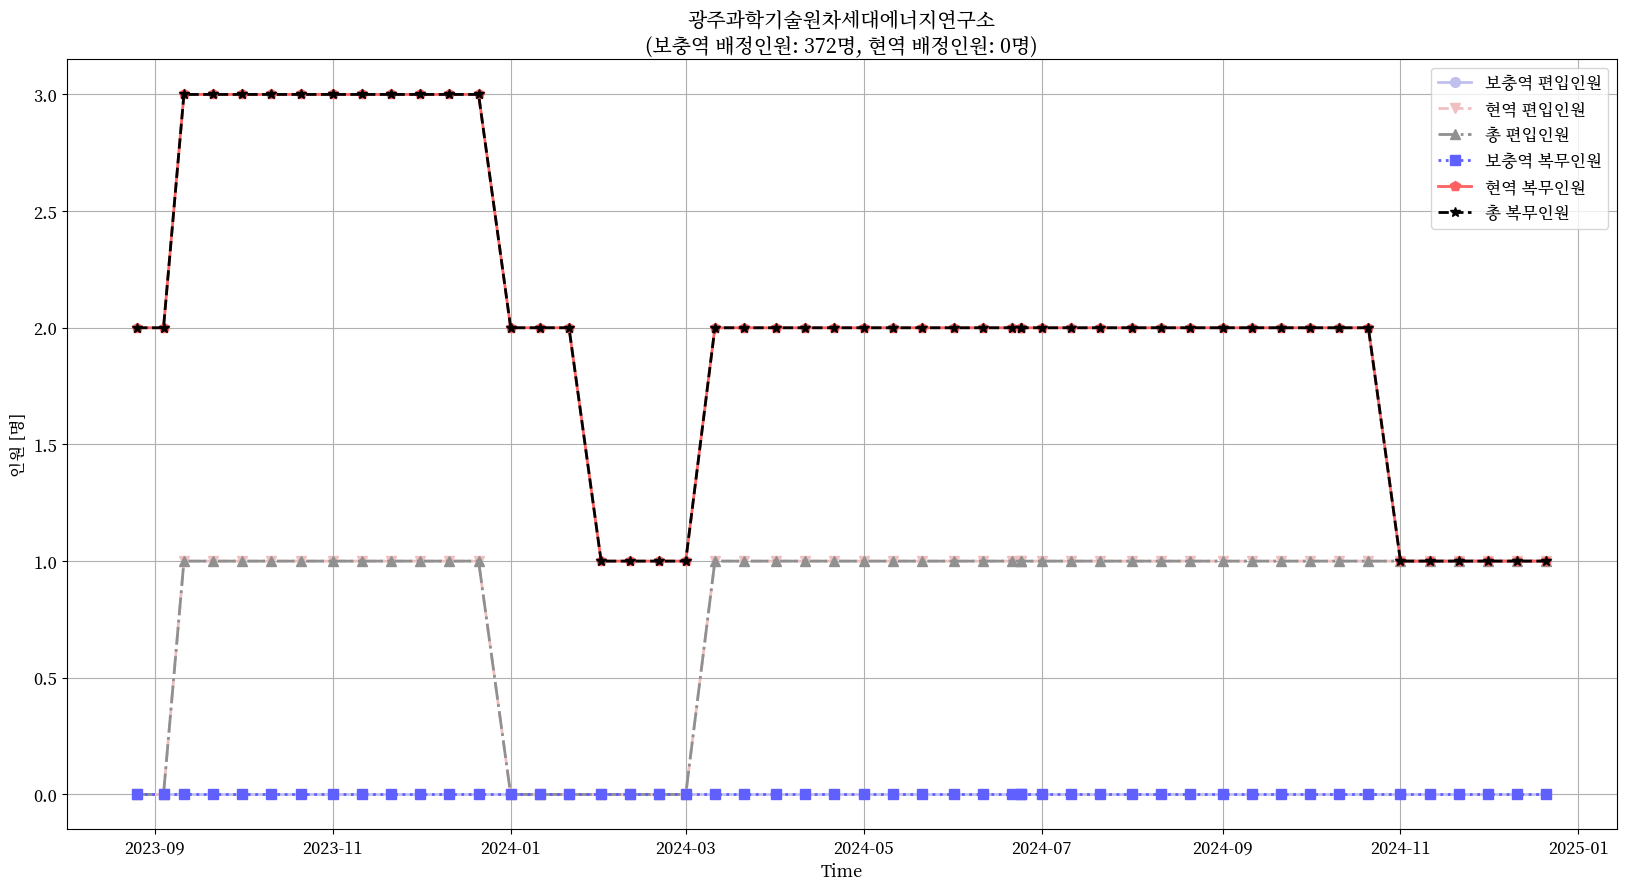 광주과학기술원차세대에너지연구소
(보충역 배정인원: 372명, 현역 배정인원: 0명)
보충역 편입인원
현역 편입인원
총 편입인원
보충역 복무인원
현역 복무인원
총 복무인원
인원 [명]
3.0
2.5
2.0
1.5
1.0
0.5
0.0
2023-09
2023-11
2024-01
2024-03
2024-05
2024-07
2024-09
2024-11
2025-01
Time